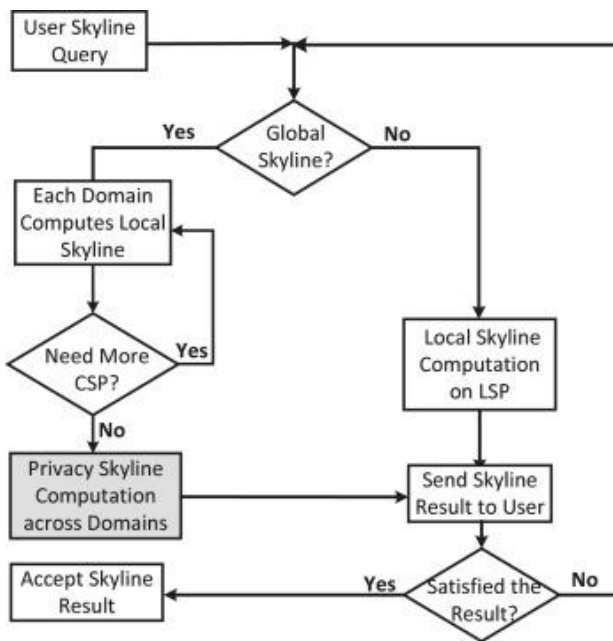 User Skyline
Query
Global
Skyline?
Yes
No
Each Domain
Computes Local
Skyline
Need More
CSP?
Yes
No
Local Skyline
Computation
on LSP
Privacy Skyline
Computation
across Domains
Send Skyline
Result to User
Satisfied the
Result?
Yes
No
Accept Skyline
Result